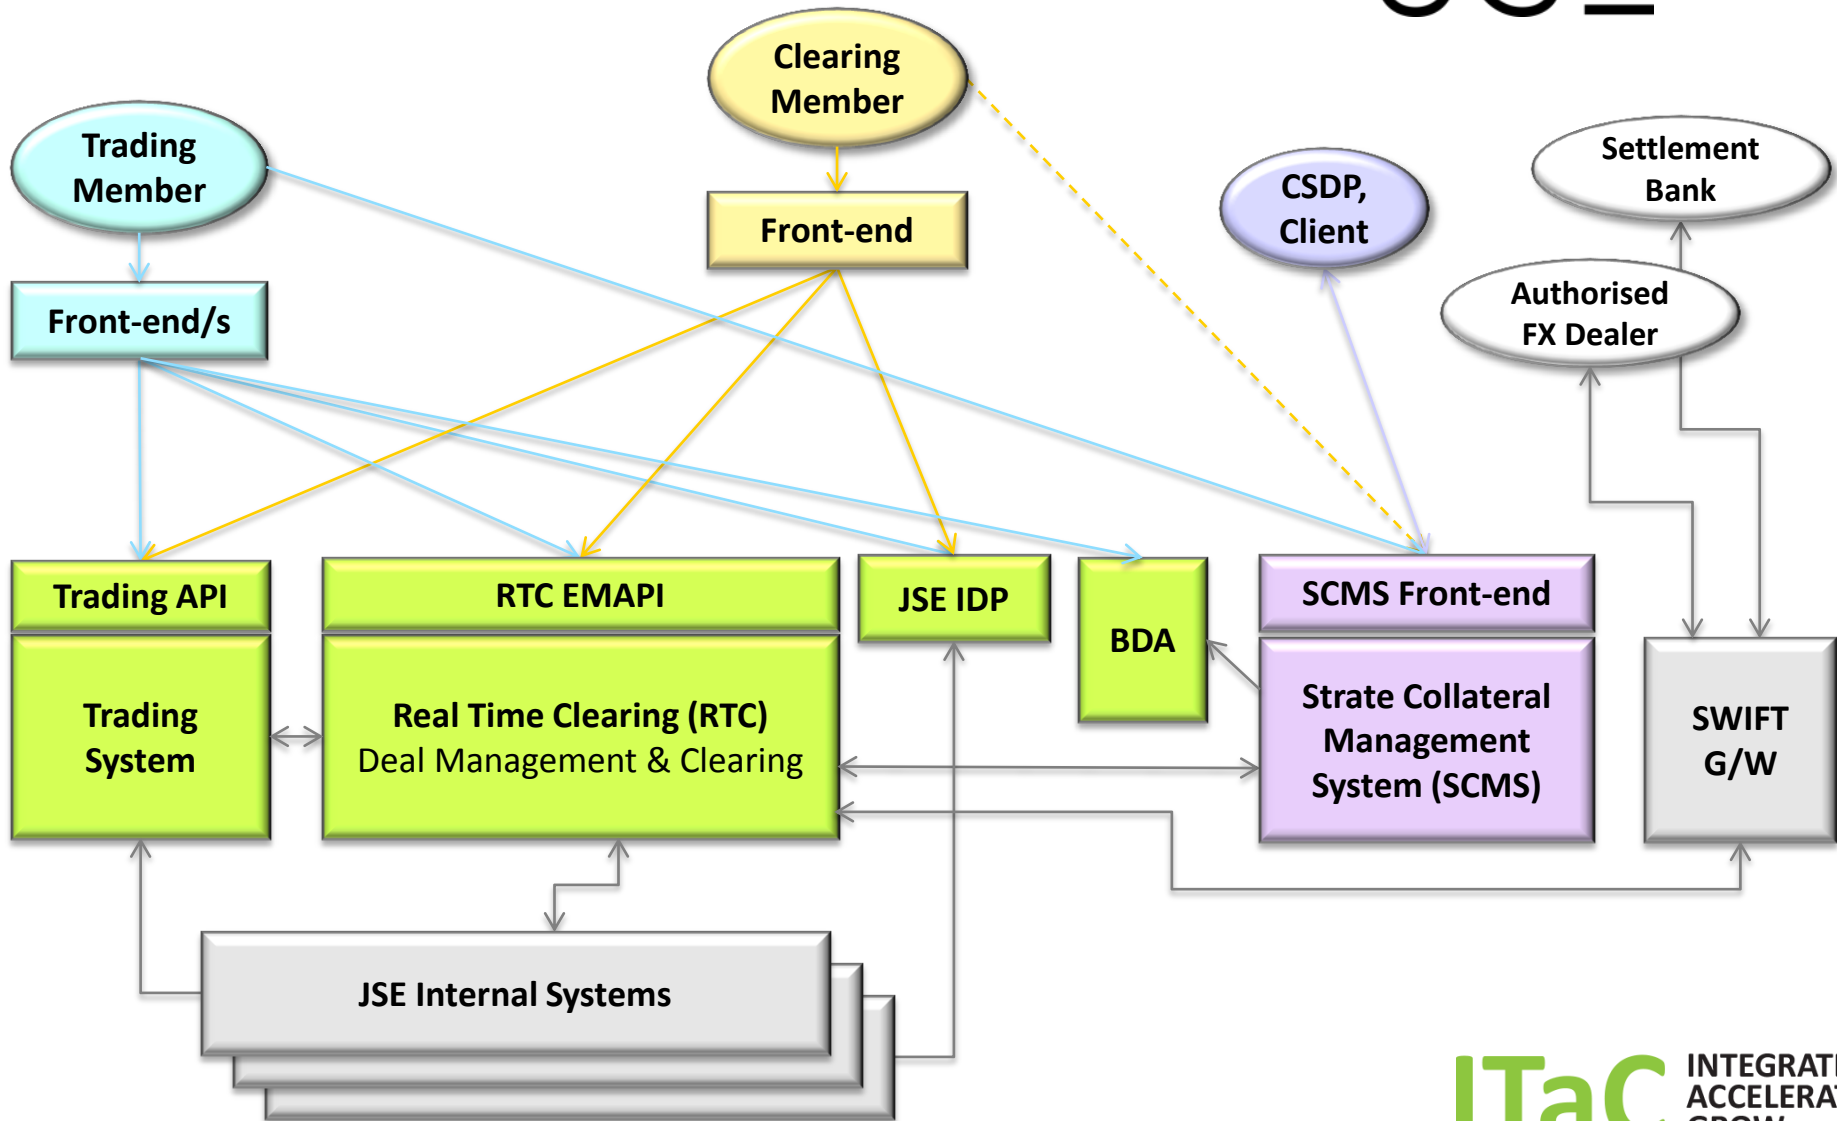 Clearing
Member
Trading
Member
Settlement
Bank
CSDP,
Client
Front-end
Authorised
FX Dealer
Front-end/s
Trading API
RTC EMAPI
JSE IDP
BDA
SCMS Front-end
Trading
System
Real Time Clearing (RTC)
Deal Management & Clearing
Strate Collateral
Management
System (SCMS)
SWIFT
G/W
JSE Internal Systems
ITaC